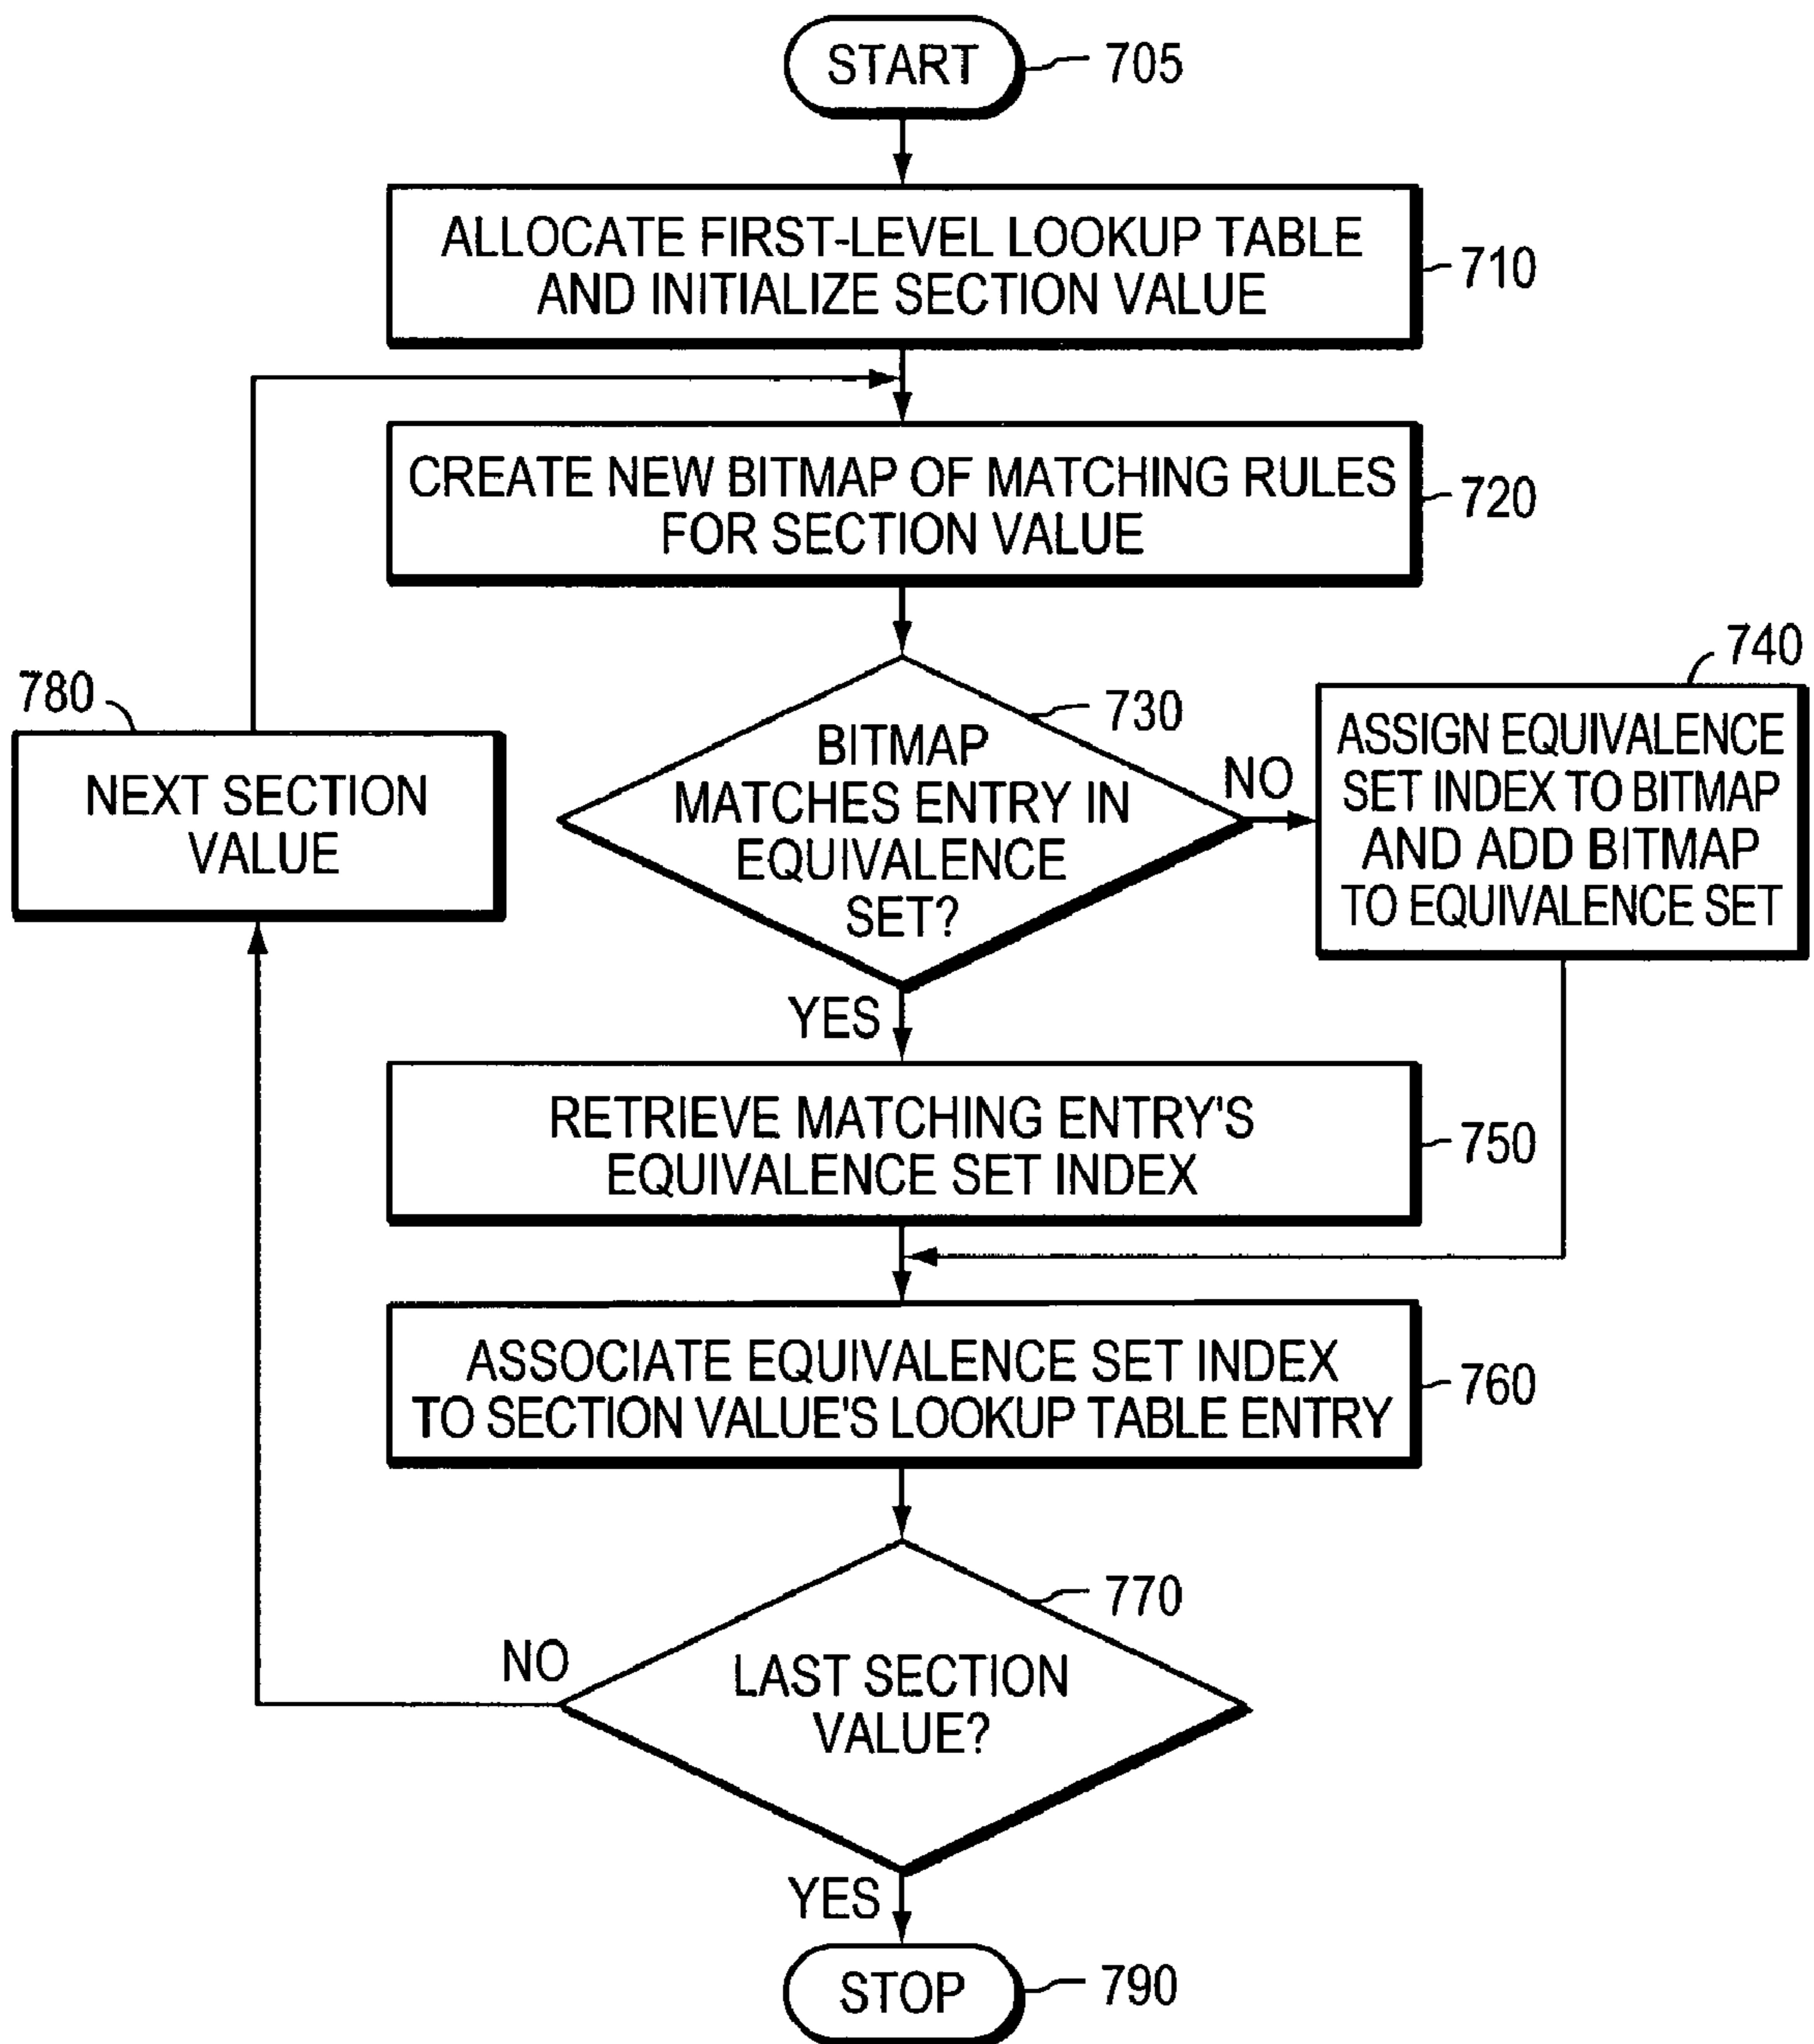 START
705
ALLOCATE FIRST-LEVEL LOOKUP TABLE
AND INITIALIZE SECTION VALUE
710
CREATE NEW BITMAP OF MATCHING RULES
FOR SECTION VALUE
720
730
BITMAP
MATCHES ENTRY IN
EQUIVALENCE
SET?
NO
740
ASSIGN EQUIVALENCE
SET INDEX TO BITMAP
AND ADD BITMAP
TO EQUIVALENCE SET
780
NEXT SECTION
VALUE
YES
RETRIEVE MATCHING ENTRY'S
EQUIVALENCE SET INDEX
750
ASSOCIATE EQUIVALENCE SET INDEX
TO SECTION VALUE'S LOOKUP TABLE ENTRY
760
770
NO
LAST SECTION
VALUE?
YES
STOP
790